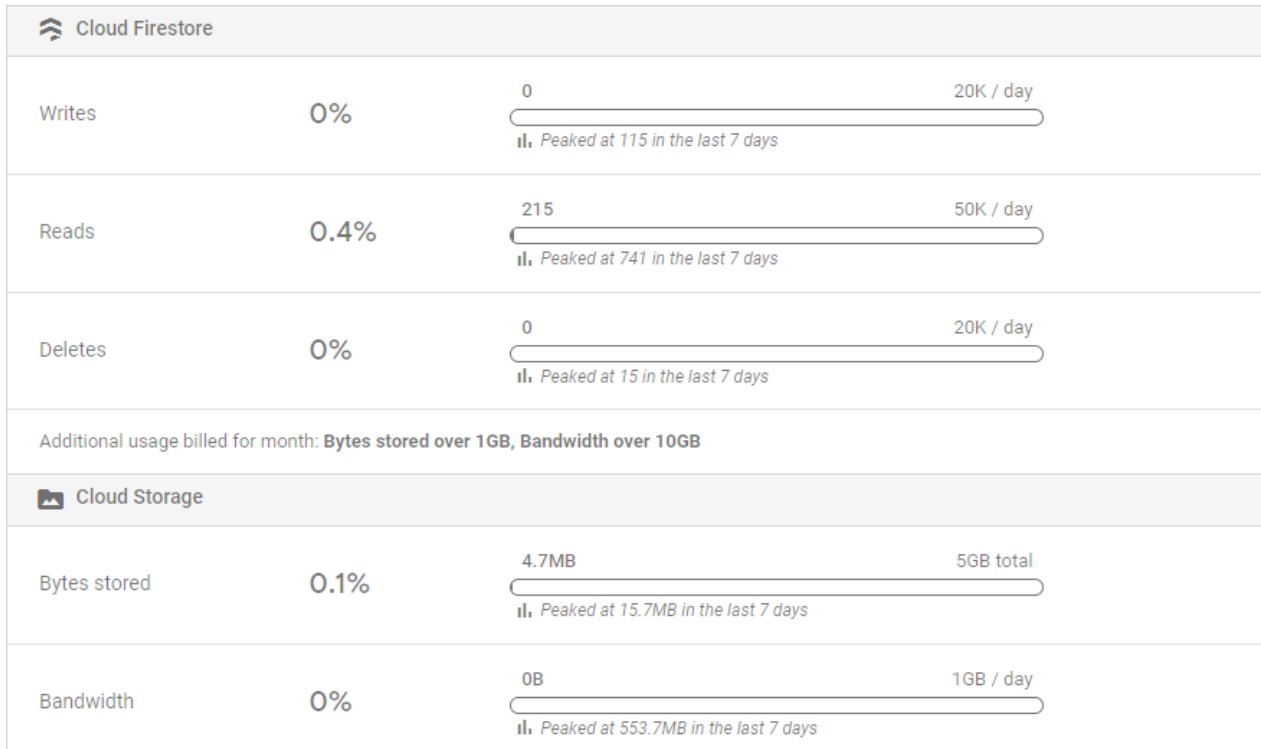 Cloud Firestore
Writes
0%
0
20K / day
Peaked at 115 in the last 7 days
Reads
0.4%
215
50K / day
Peaked at 741 in the last 7 days
Deletes
0%
0
20K / day
Peaked at 15 in the last 7 days
Additional usage billed for month: Bytes stored over 1GB, Bandwidth over 10GB
Cloud Storage
Bytes stored
0.1%
4.7MB
5GB total
Peaked at 15.7MB in the last 7 days
Bandwidth
0%
0B
1GB / day
Peaked at 553.7MB in the last 7 days